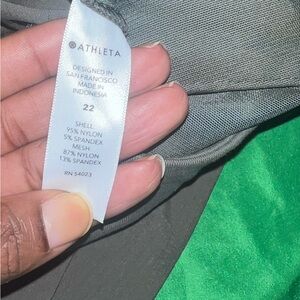 ATHLETA
DESIGNED IN
SAN FRANCISCO
MADE IN
INDONESIA
22
SHELL
95% NYLON
5% SPANDEX
MESH
87% NYLON
13% SPANDEX
RN 54023